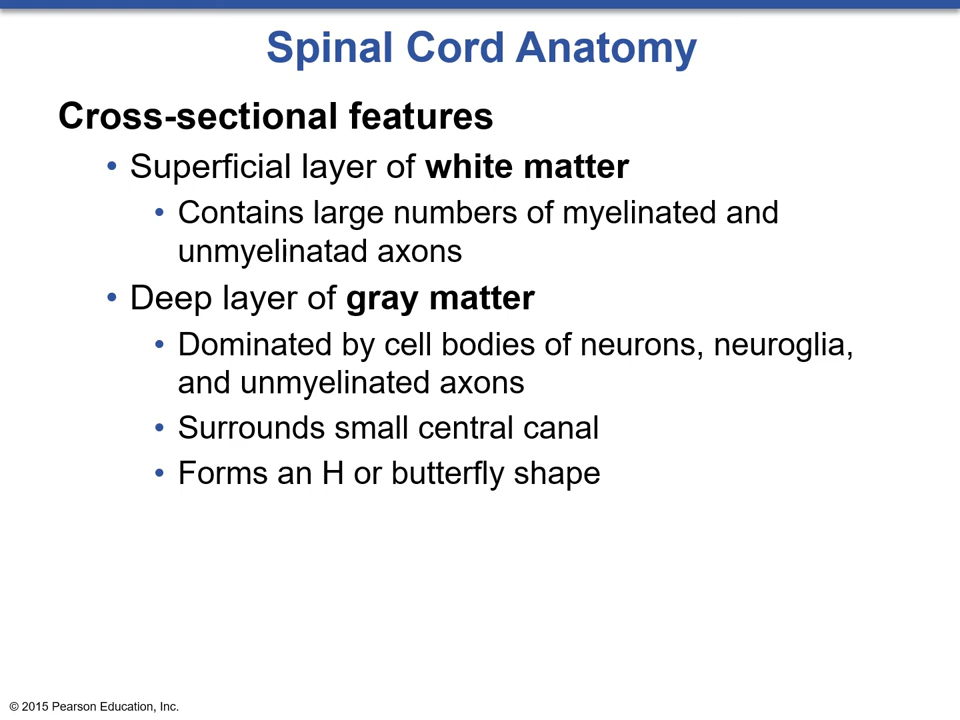 Spinal Cord Anatomy
Cross-sectional features
• Superficial layer of white matter
• Contains large numbers of myelinated and
unmyelinatad axons
• Deep layer of gray matter
• Dominated by cell bodies of neurons, neuroglia,
and unmyelinated axons
• Surrounds small central canal
• Forms an H or butterfly shape
© 2015 Pearson Education, Inc.